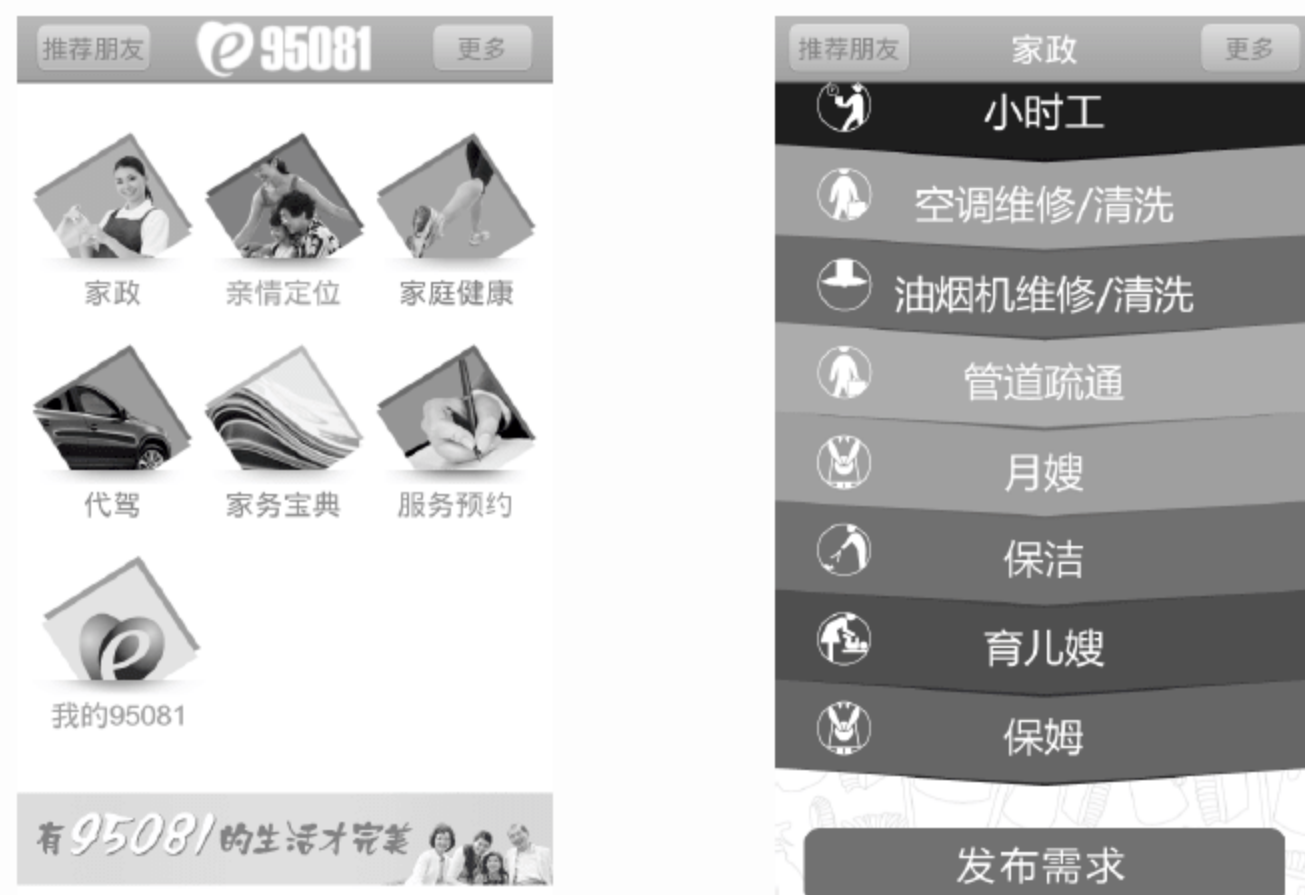 推荐朋友 e 95081 更多
家政 亲情定位 家庭健康
代驾 家务宝典 服务预约
e
我的95081
有95081的生活才完美
推荐朋友 家政 更多
小时工
空调维修/清洗
油烟机维修/清洗
管道疏通
月嫂
保洁
育儿嫂
保姆
发布需求